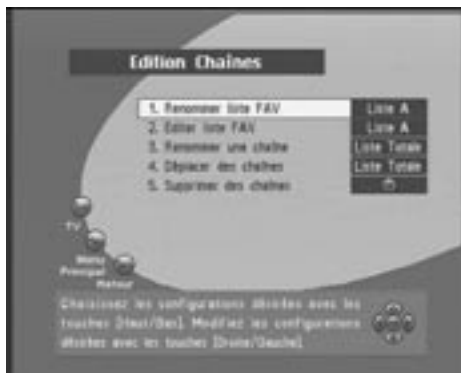 Edition Chaînes
1. Renommer liste FAV Liste A
2. Editer liste FAV Liste A
3. Renommer une chaîne Liste Totale
4. Déplacer des chaînes Liste Totale
5. Supprimer des chaînes
TV
Menu
Principal
Retour
Choisissez les configurations désirées avec les
touches [Haut/Bas]. Modifiez les configurations
désirées avec les touches [Droite/Gauche]